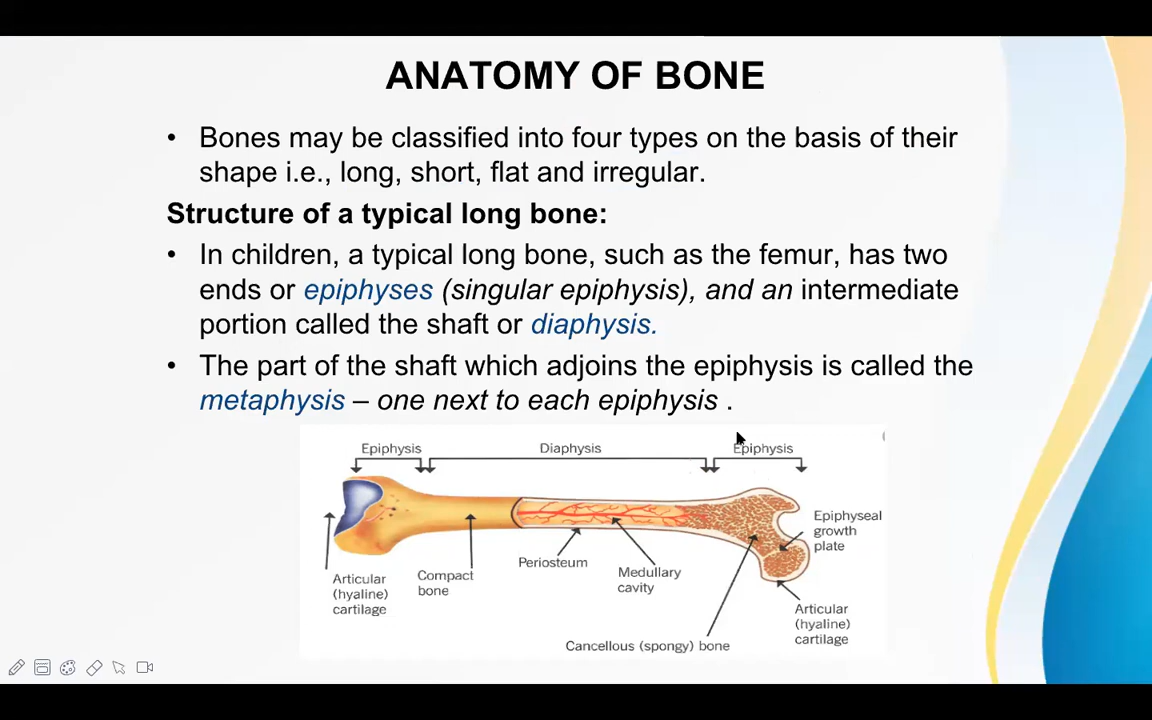 ANATOMY OF BONE
• Bones may be classified into four types on the basis of their
shape i.e., long, short, flat and irregular.
Structure of a typical long bone:
• In children, a typical long bone, such as the femur, has two
ends or epiphyses (singular epiphysis), and an intermediate
portion called the shaft or diaphysis.
• The part of the shaft which adjoins the epiphysis is called the
metaphysis – one next to each epiphysis .
Epiphysis
Diaphysis
Epiphysis
Epiphyseal
growth
plate
Periosteum
Medullary
cavity
Compact
bone
Articular
(hyaline)
cartilage
Articular
(hyaline)
cartilage
Cancellous (spongy) bone